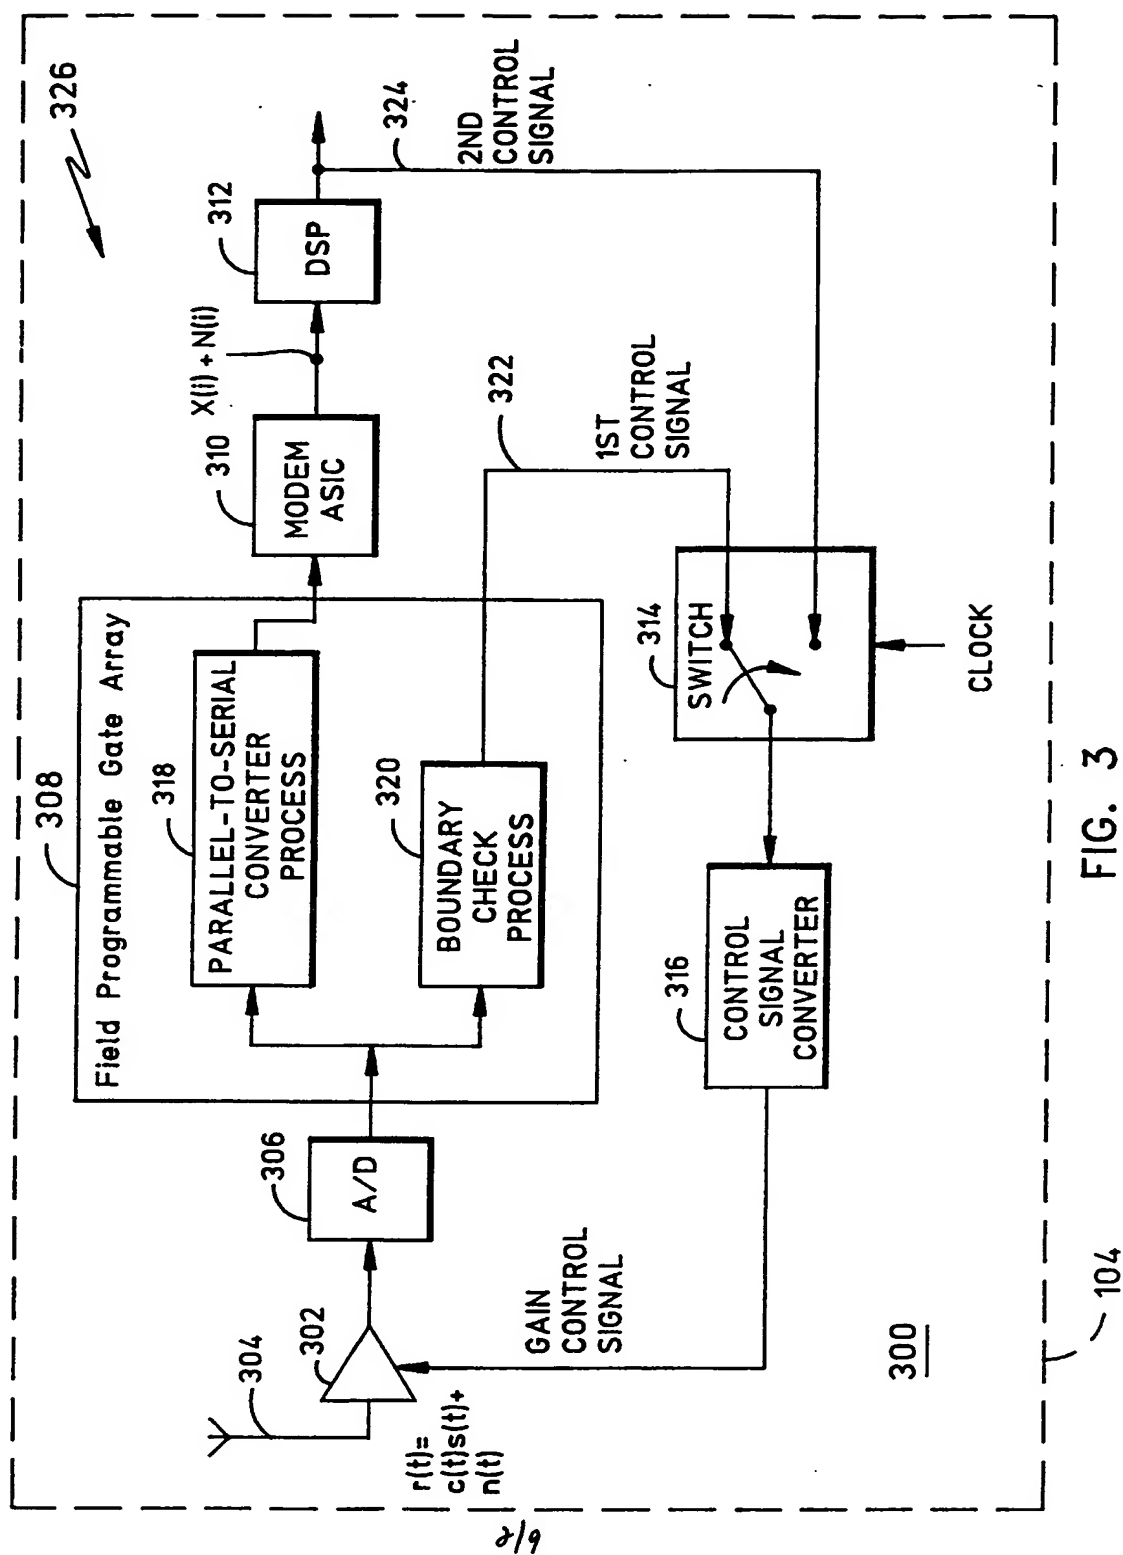 326
308
Field Programmable Gate Array
304
302
r(t)=
c(t)s(t)+
n(t)
306
A/D
318
PARALLEL-TO-SERIAL
CONVERTER
PROCESS
320
BOUNDARY
CHECK
PROCESS
310
MODEM
ASIC
X(i) + N(i)
312
DSP
324
2ND
CONTROL
SIGNAL
322
1ST
CONTROL
SIGNAL
314
SWITCH
CLOCK
316
CONTROL
SIGNAL
CONVERTER
GAIN
CONTROL
SIGNAL
300
104
FIG. 3